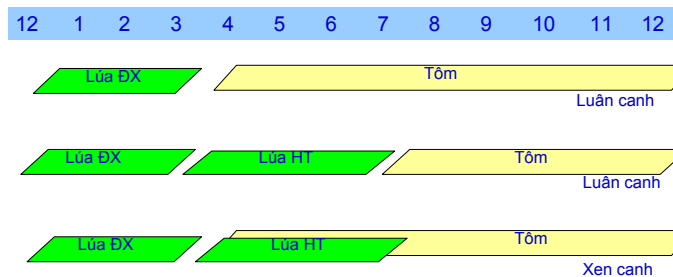 12 1 2 3 4 5 6 7 8 9 10 11 12
Lúa ĐX Tôm
Luân canh
Lúa ĐX Lúa HT Tôm
Luân canh
Lúa ĐX Lúa HT Tôm
Xen canh